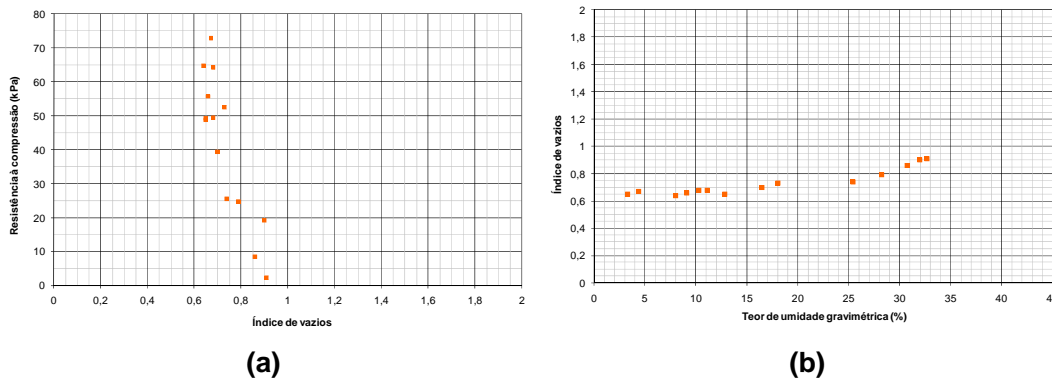 80
70
60
50
40
30
20
10
0
Resistência à compressão (kPa)
0 0,2 0,4 0,6 0,8 1 1,2 1,4 1,6 1,8 2
Índice de vazios
(a)
2
1,8
1,6
1,4
1,2
1
0,8
0,6
0,4
0,2
0
Índice de vazios
0 5 10 15 20 25 30 35 40 45
Teor de umidade gravimétrica (%)
(b)